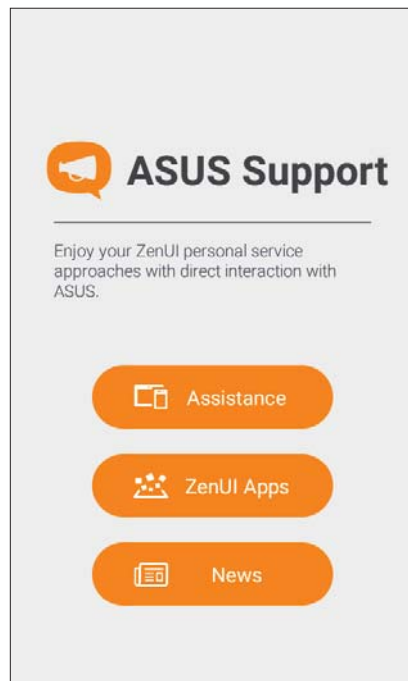 ASUS Support
Enjoy your ZenUI personal service
approaches with direct interaction with
ASUS.
Assistance
ZenUI Apps
News